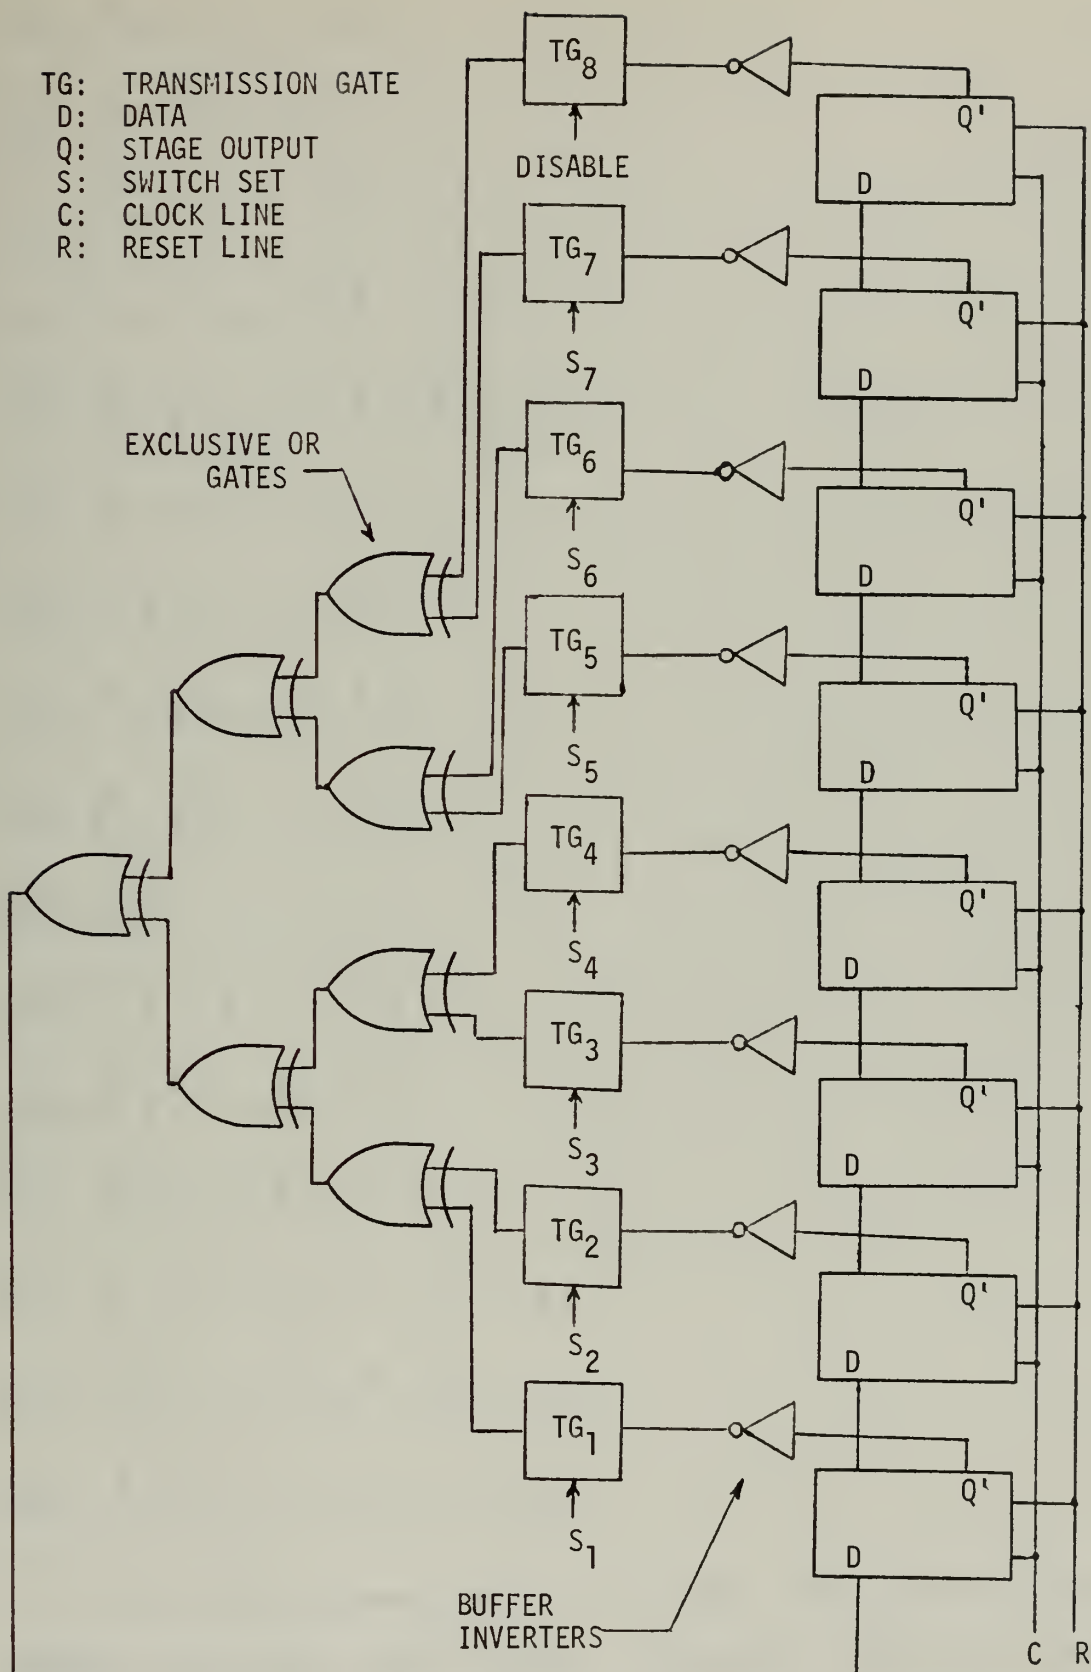 TG: TRANSMISSION GATE
D: DATA
Q: STAGE OUTPUT
S: SWITCH SET
C: CLOCK LINE
R: RESET LINE
TG8
Q'
D
DISABLE
TG7
Q'
D
S7
EXCLUSIVE OR
GATES
TG6
Q'
D
S6
TG5
Q'
D
S5
TG4
Q'
D
S4
TG3
Q'
D
S3
TG2
Q'
D
S2
TG1
Q'
D
S1
BUFFER
INVERTERS
C R